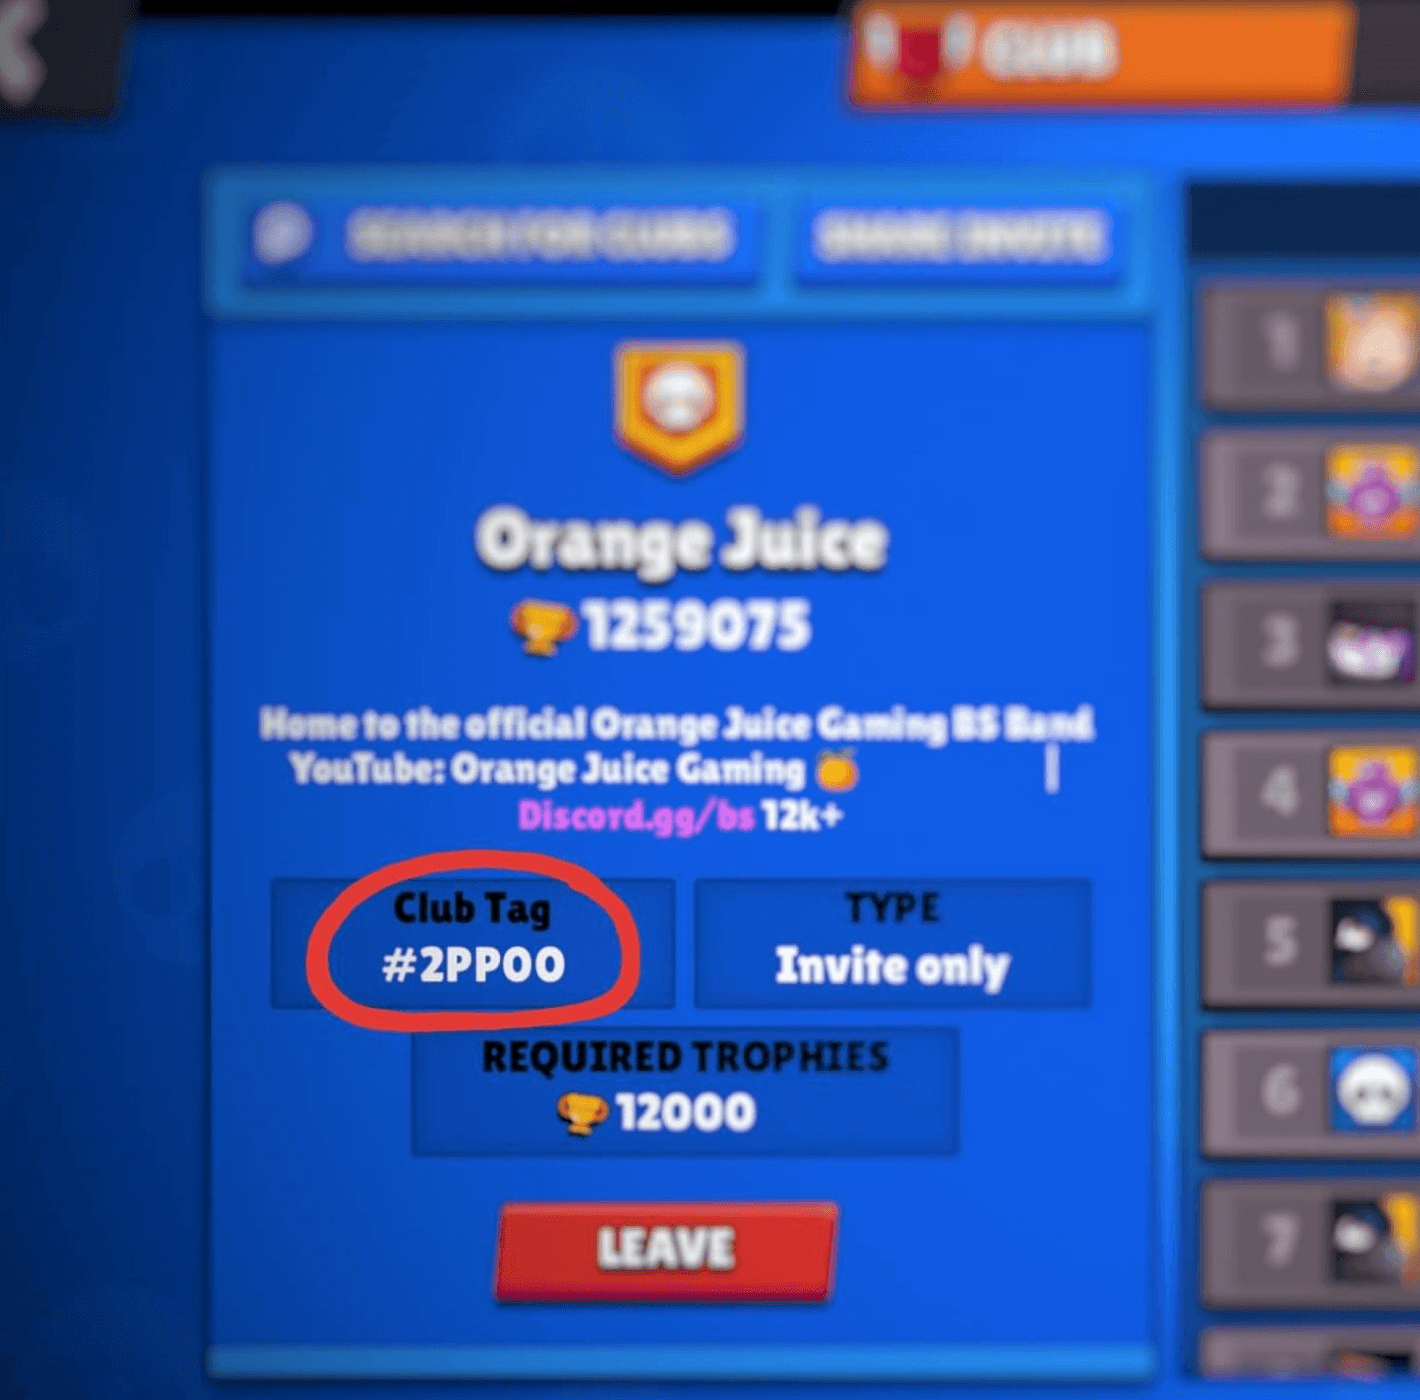 CLUB
SEARCH FOR CLUBS
SHARE INVITE
Orange Juice
1259075
Home to the official Orange Juice Gaming BS Band
YouTube: Orange Juice Gaming 🍊 |
Discord.gg/bs 12k+
Club Tag
#2PP00
TYPE
Invite only
REQUIRED TROPHIES
12000
LEAVE
1
2
3
4
5
6
7